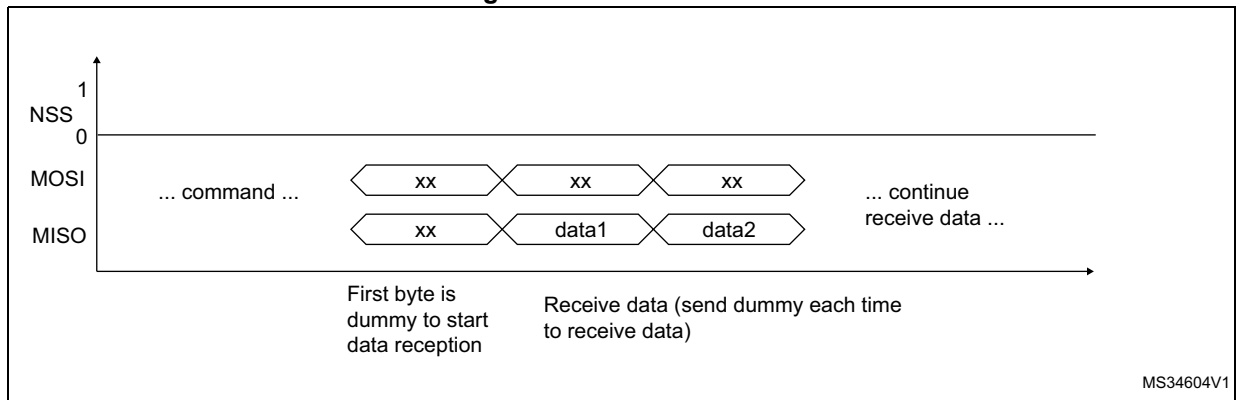 1
NSS
0
MOSI
... command ...
xx
xx
xx
... continue
receive data ...
MISO
xx
data1
data2
First byte is
dummy to start
data reception
Receive data (send dummy each time
to receive data)
MS34604V1